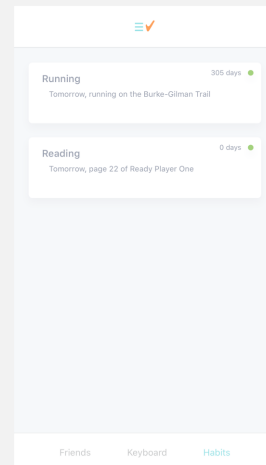 Running
305 days
Tomorrow, running on the Burke-Gilman Trail
Reading
0 days
Tomorrow, page 22 of Ready Player One
Friends Keyboard Habits